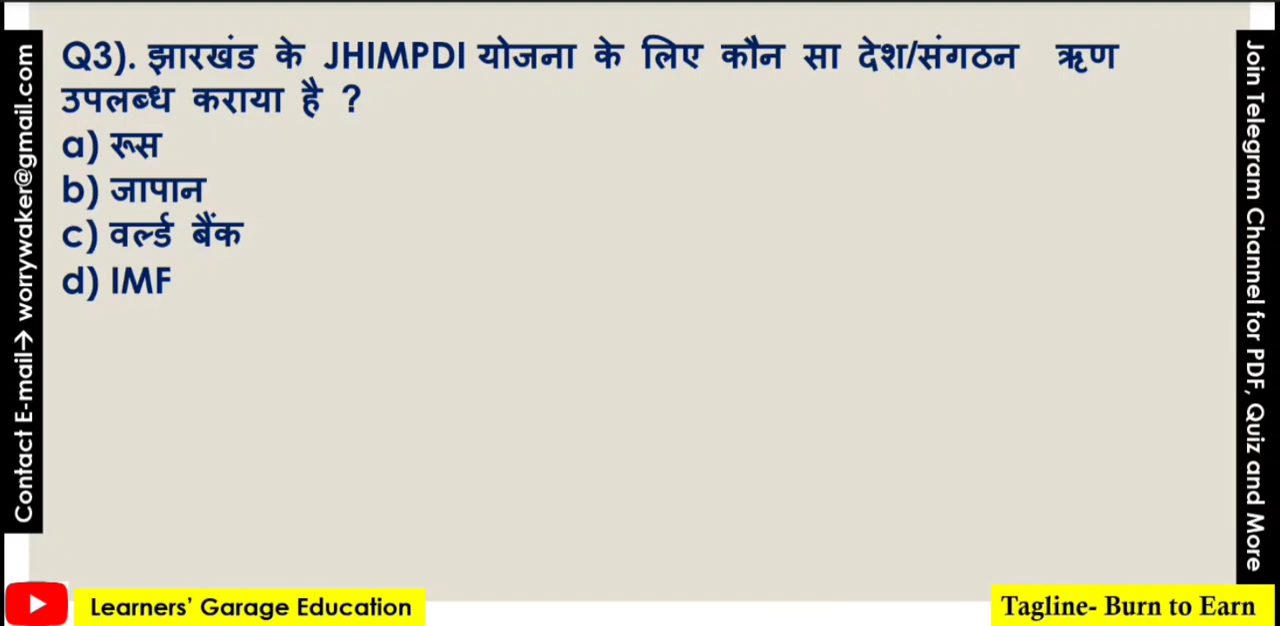 Q3). झारखंड के JHIMPDI योजना के लिए कौन सा देश/संगठन ऋण
उपलब्ध कराया है ?
a) रूस
b) जापान
c) वर्ल्ड बैंक
d) IMF
Contact E-mail→ worrywaker@gmail.com
Join Telegram Channel for PDF, Quiz and More
Learners’ Garage Education
Tagline- Burn to Earn